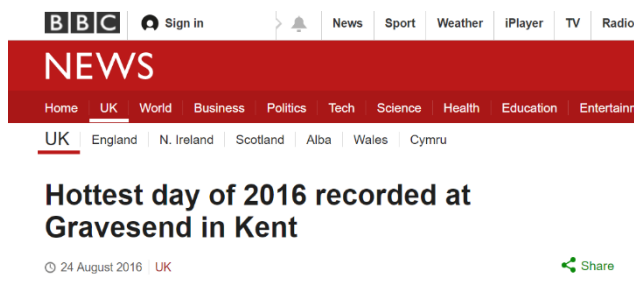 BBC Sign in News Sport Weather iPlayer TV Radio
NEWS
Home UK World Business Politics Tech Science Health Education Entertainm
UK England N. Ireland Scotland Alba Wales Cymru
Hottest day of 2016 recorded at
Gravesend in Kent
24 August 2016 UK Share